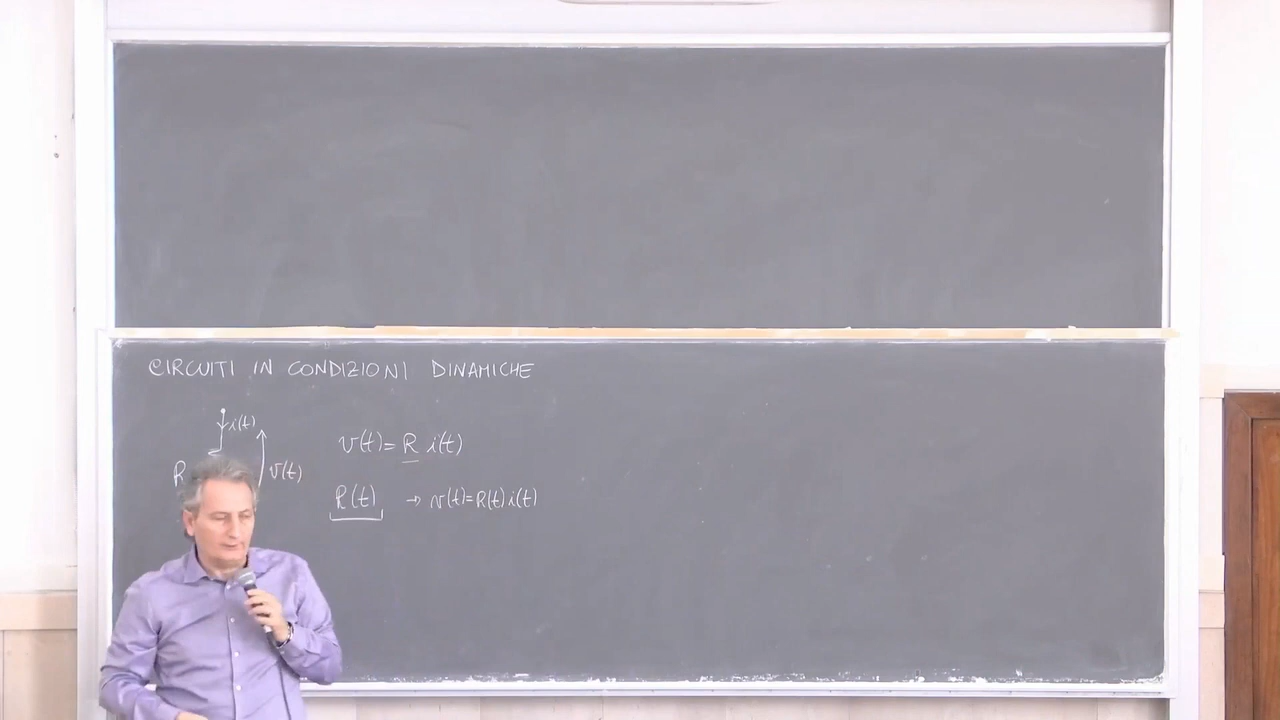 CIRCUITI IN CONDIZIONI DINAMICHE
i(t)
v(t)=R i(t)
R
v(t)
R(t) → v(t)=R(t)i(t)